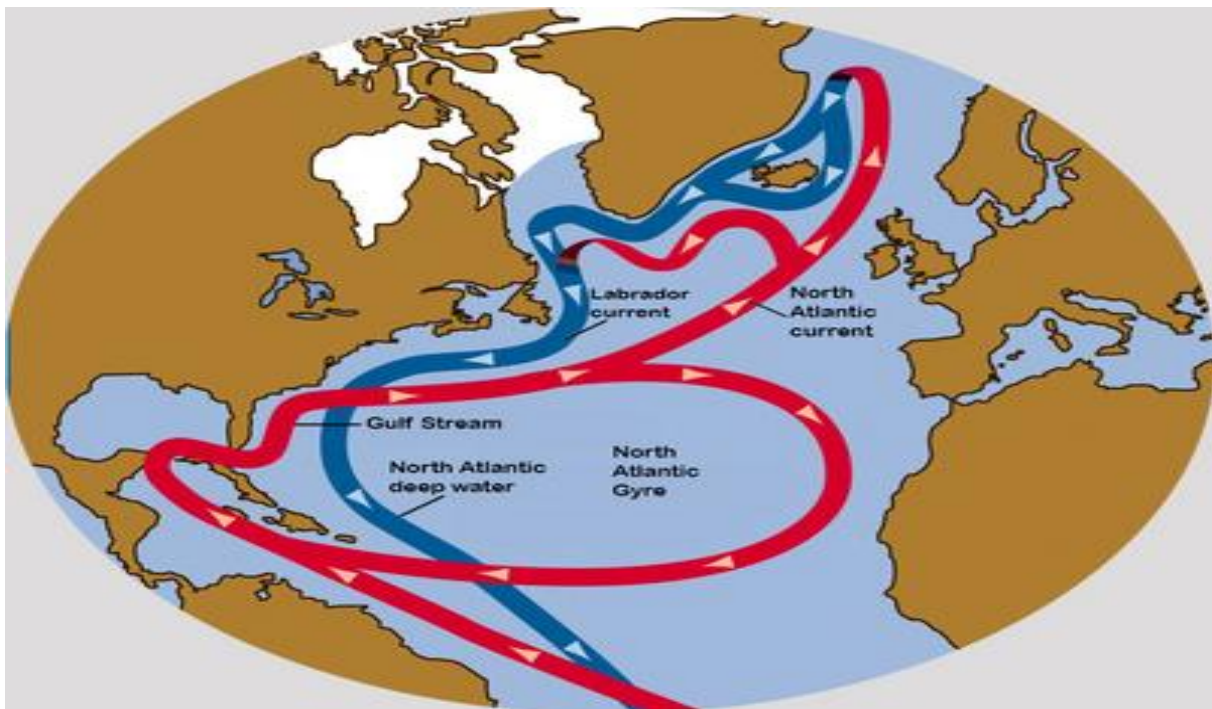 Labrador
current
North
Atlantic
current
Gulf Stream
North Atlantic
deep water
North
Atlantic
Gyre